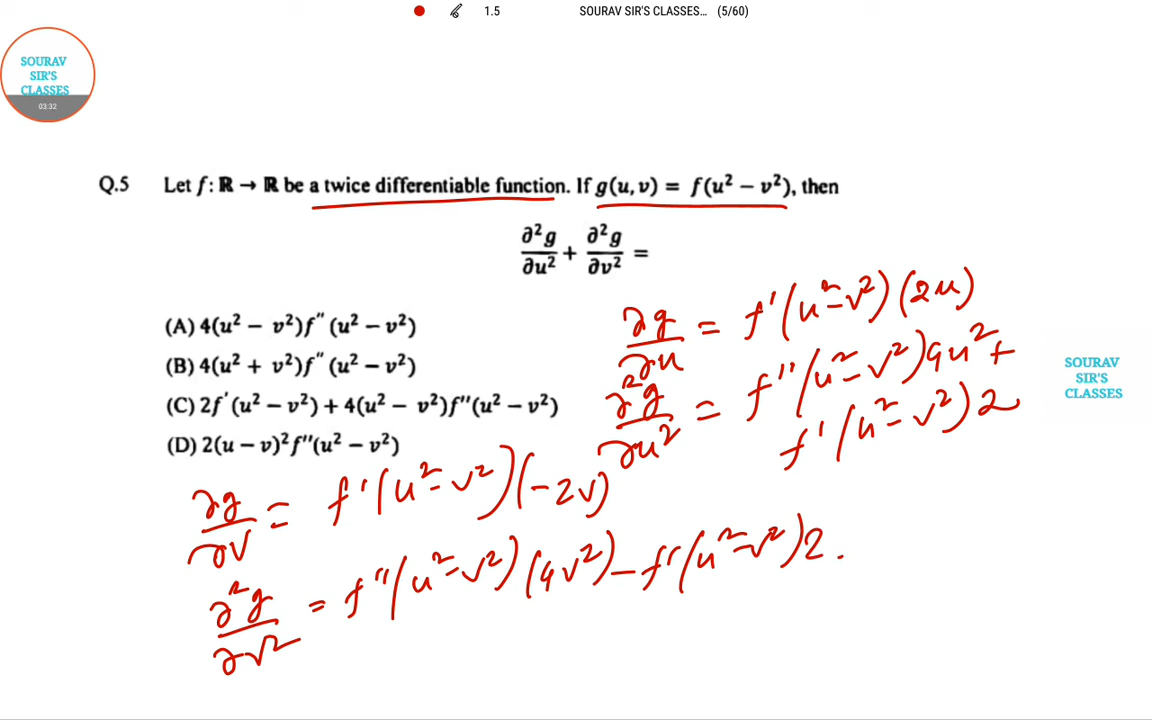 1.5 SOURAV SIR'S CLASSES... (5/60)
SOURAV
SIR'S
CLASSES
03:32
Q.5 Let f: ℝ → ℝ be a twice differentiable function. If g(u, v) = f(u² − v²), then
∂²g/∂u² + ∂²g/∂v² =
(A) 4(u² − v²)f″(u² − v²)
(B) 4(u² + v²)f″(u² − v²)
(C) 2f′(u² − v²) + 4(u² − v²)f″(u² − v²)
(D) 2(u − v)²f″(u² − v²)
∂g/∂u = f′(u² − v²)(2u)
∂²g/∂u² = f″(u² − v²)4u² +
f′(u² − v²)2
SOURAV
SIR'S
CLASSES
∂g/∂v = f′(u² − v²)(−2v)
∂²g/∂v² = f″(u² − v²)(4v²) − f′(u² − v²)2.